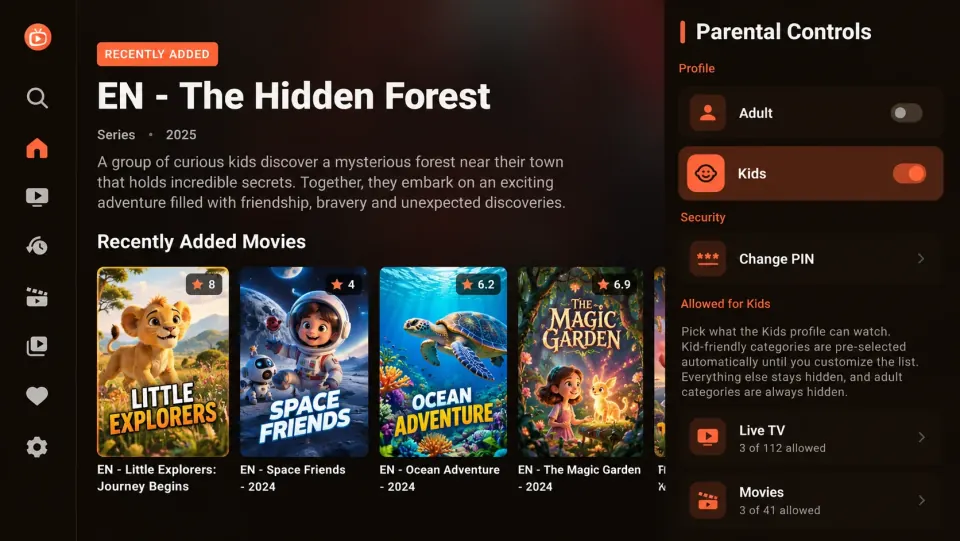 RECENTLY ADDED
EN - The Hidden Forest
Series • 2025
A group of curious kids discover a mysterious forest near their town
that holds incredible secrets. Together, they embark on an exciting
adventure filled with friendship, bravery and unexpected discoveries.
Recently Added Movies
8
LITTLE
EXPLORERS
EN - Little Explorers:
Journey Begins
4
SPACE
FRIENDS
EN - Space Friends
- 2024
6.2
OCEAN
ADVENTURE
EN - Ocean Adventure
- 2024
6.9
THE
MAGIC
GARDEN
EN - The Magic Garden
- 2024
Parental Controls
Profile
Adult
Kids
Security
Change PIN
Allowed for Kids
Pick what the Kids profile can watch.
Kid-friendly categories are pre-selected
automatically until you customize the list.
Everything else stays hidden, and adult
categories are always hidden.
Live TV
3 of 112 allowed
Movies
3 of 41 allowed